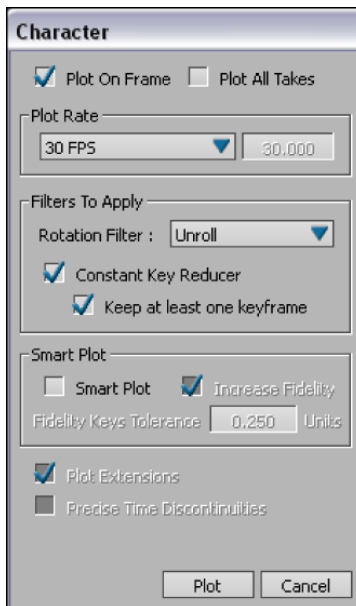 Character
Plot On Frame Plot All Takes
Plot Rate
30 FPS 30.000
Filters To Apply
Rotation Filter : Unroll
Constant Key Reducer
Keep at least one keyframe
Smart Plot
Smart Plot Increase Fidelity
Fidelity Keys Tolerance 0.250 Units
Plot Extensions
Precise Time Discontinuities
Plot Cancel